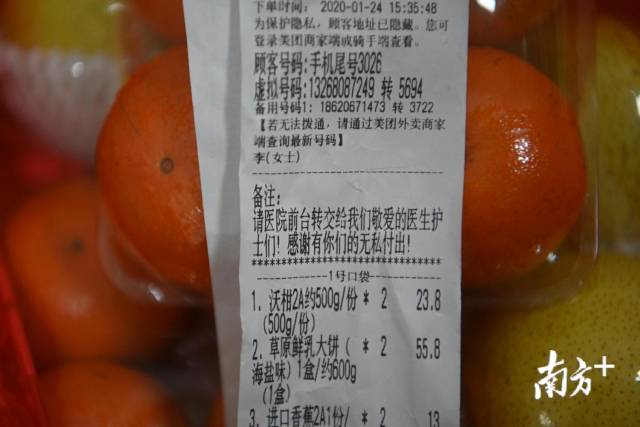 下单时间: 2020-01-24 15:35:48
为保护隐私，顾客地址已隐藏。您可
登录美团商家端或骑手端查看。
顾客号码:手机尾号3026
虚拟号码:13268087249 转 5694
备用号码1: 18620671473 转 3722
【若无法拨通，请通过美团外卖商家
端查询最新号码】
李(女士)
备注:
请医院前台转交给我们敬爱的医生护
士们！感谢有你们的无私付出！
********************************
1号口袋
1. 沃柑2A约500g/份 * 2 23.8
(500g/份)
2. 草原鲜乳大饼( * 2 55.8
海盐味)1盒/约600g
(1盒)
3. 进口香蕉2A1份/ * 2 13
南方+